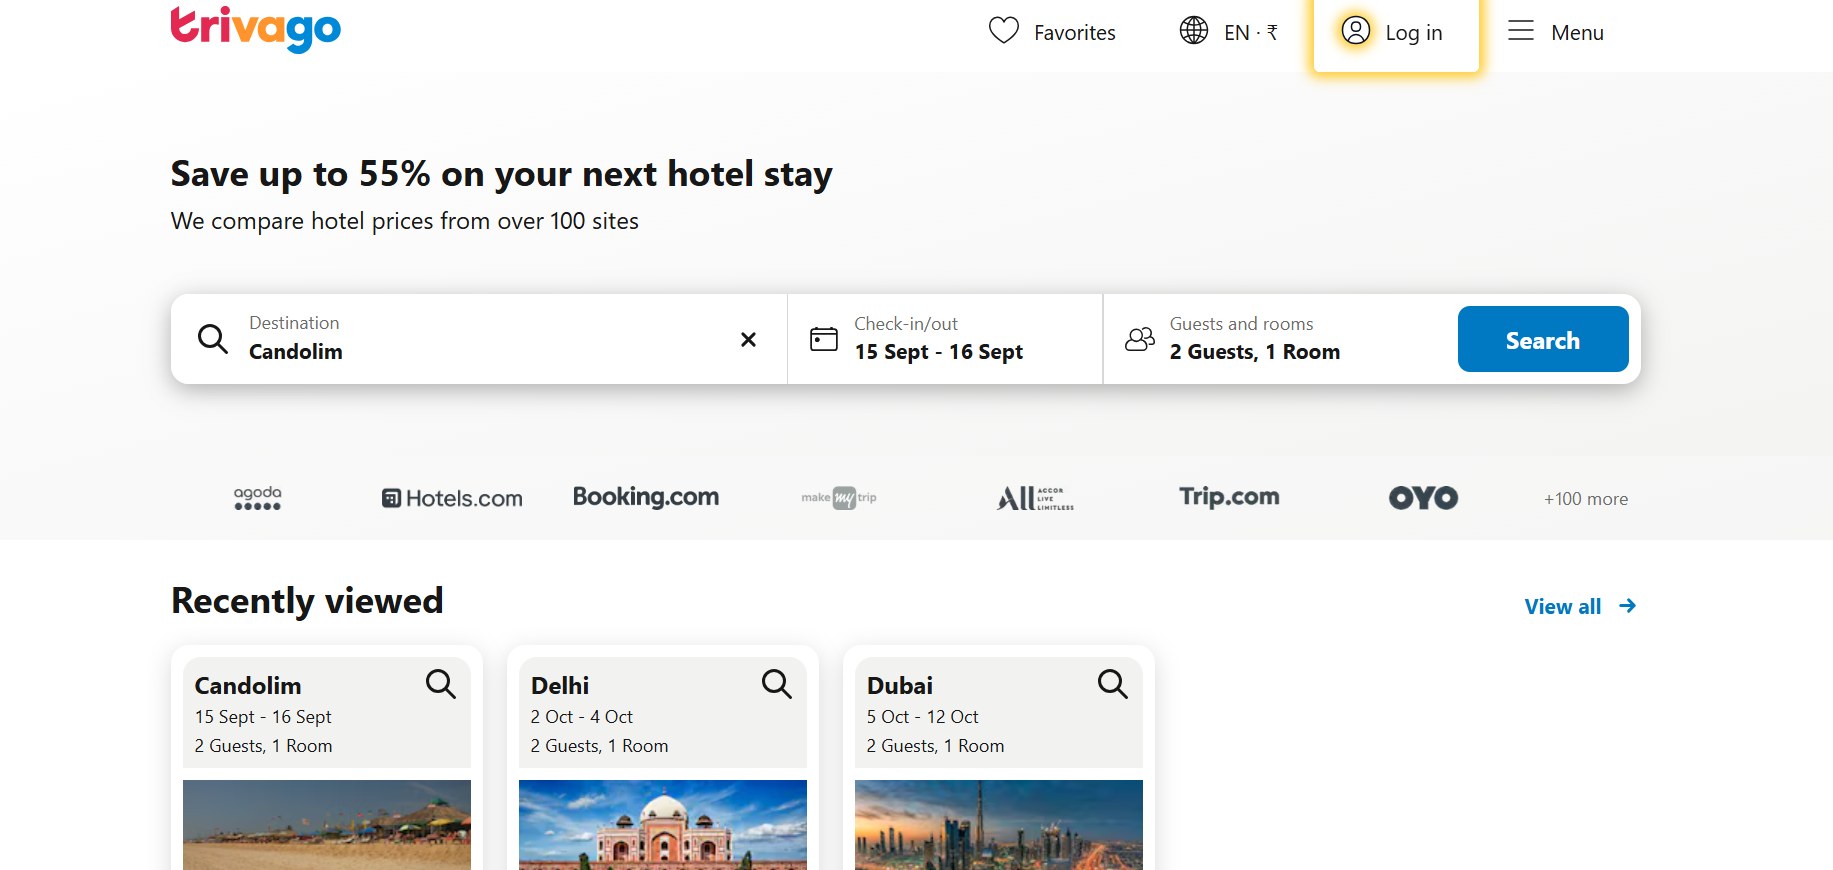 trivago
Favorites
EN · ₹
Log in
Menu
Save up to 55% on your next hotel stay
We compare hotel prices from over 100 sites
Destination
Candolim
Check-in/out
15 Sept - 16 Sept
Guests and rooms
2 Guests, 1 Room
Search
agoda
Hotels.com
Booking.com
make my trip
ALL ACCOR
LIVE
LIMITLESS
Trip.com
OYO
+100 more
Recently viewed
View all
Candolim
15 Sept - 16 Sept
2 Guests, 1 Room
Delhi
2 Oct - 4 Oct
2 Guests, 1 Room
Dubai
5 Oct - 12 Oct
2 Guests, 1 Room